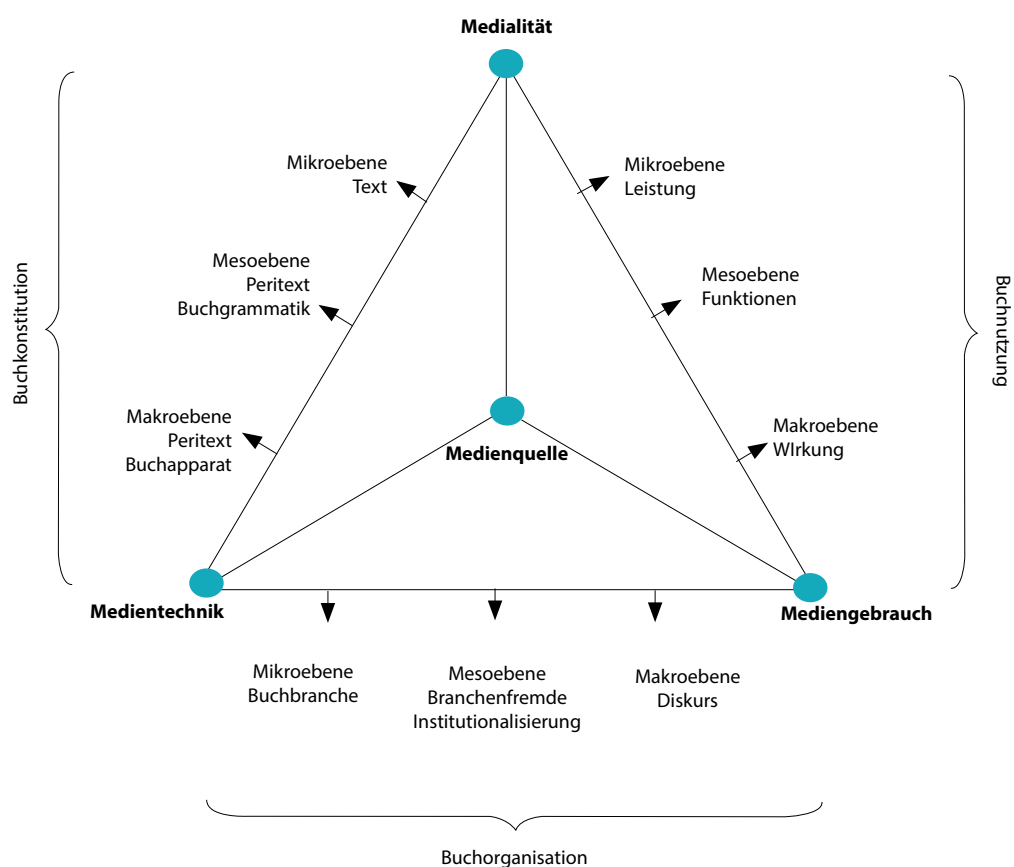 Medialität
Mikroebene
Text
Mikroebene
Leistung
Mesoebene
Peritext
Buchgrammatik
Mesoebene
Funktionen
Buchkonstitution
Buchnutzung
Makroebene
Peritext
Buchapparat
Makroebene
WIrkung
Medienquelle
Medientechnik
Mediengebrauch
Mikroebene
Buchbranche
Mesoebene
Branchenfremde
Institutionalisierung
Makroebene
Diskurs
Buchorganisation